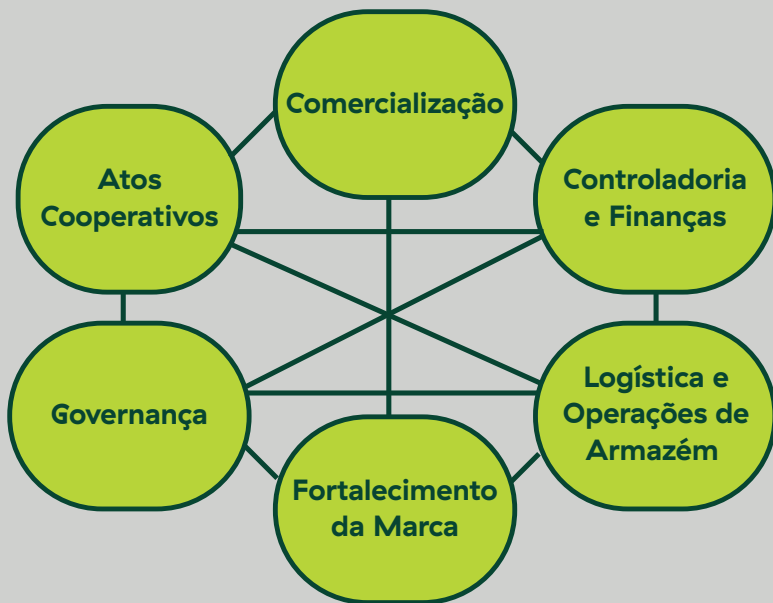 Comercialização
Atos
Cooperativos
Controladoria
e Finanças
Governança
Logística e
Operações de
Armazém
Fortalecimento
da Marca